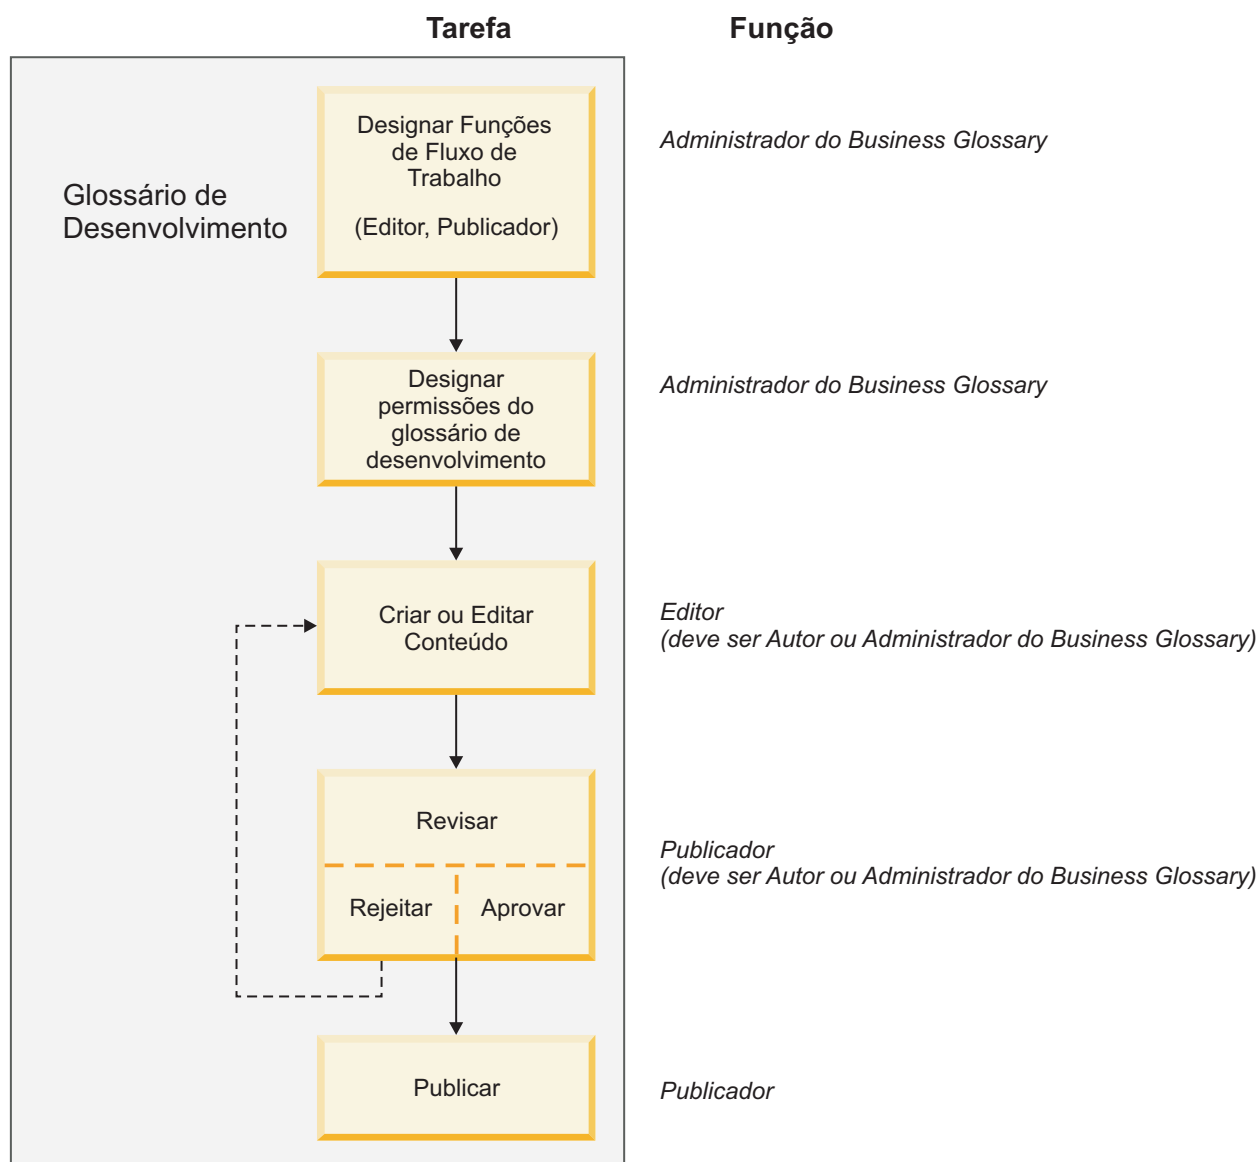 Tarefa
Função
Glossário de
Desenvolvimento
Designar Funções
de Fluxo de
Trabalho
(Editor, Publicador)
Administrador do Business Glossary
Designar
permissões do
glossário de
desenvolvimento
Administrador do Business Glossary
Criar ou Editar
Conteúdo
Editor
(deve ser Autor ou Administrador do Business Glossary)
Revisar
Rejeitar
Aprovar
Publicador
(deve ser Autor ou Administrador do Business Glossary)
Publicar
Publicador